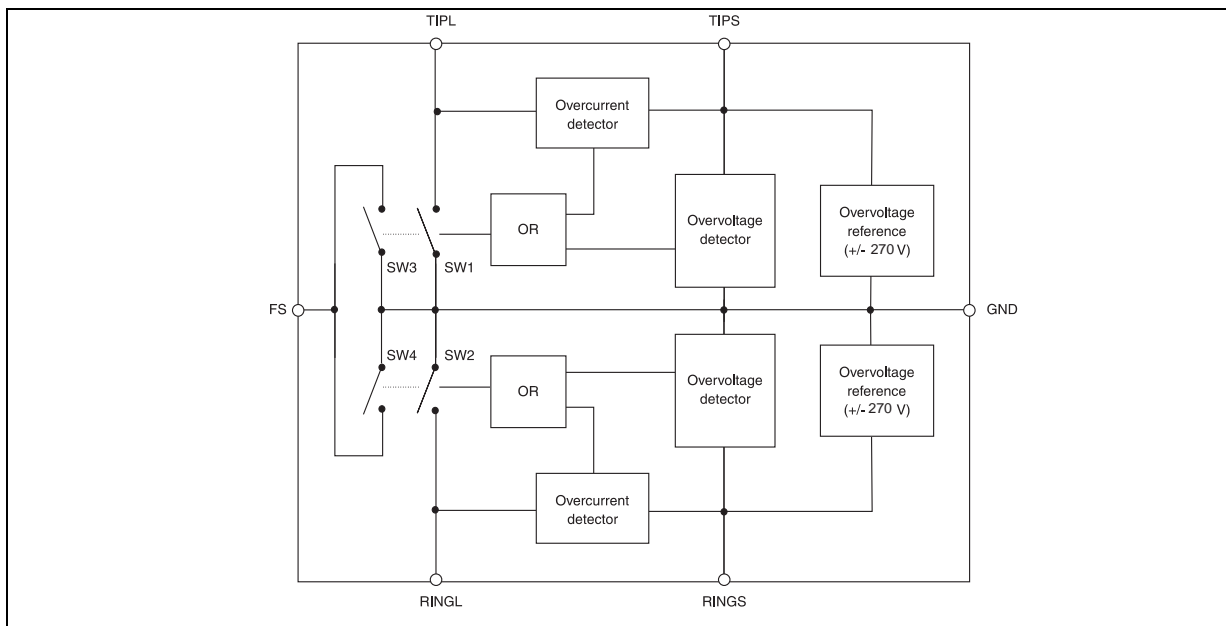 TIPL
TIPS
Overcurrent
detector
OR
Overvoltage
detector
Overvoltage
reference
(+/- 270 V)
SW3
SW1
FS
GND
SW4
SW2
OR
Overvoltage
detector
Overvoltage
reference
(+/- 270 V)
Overcurrent
detector
RINGL
RINGS